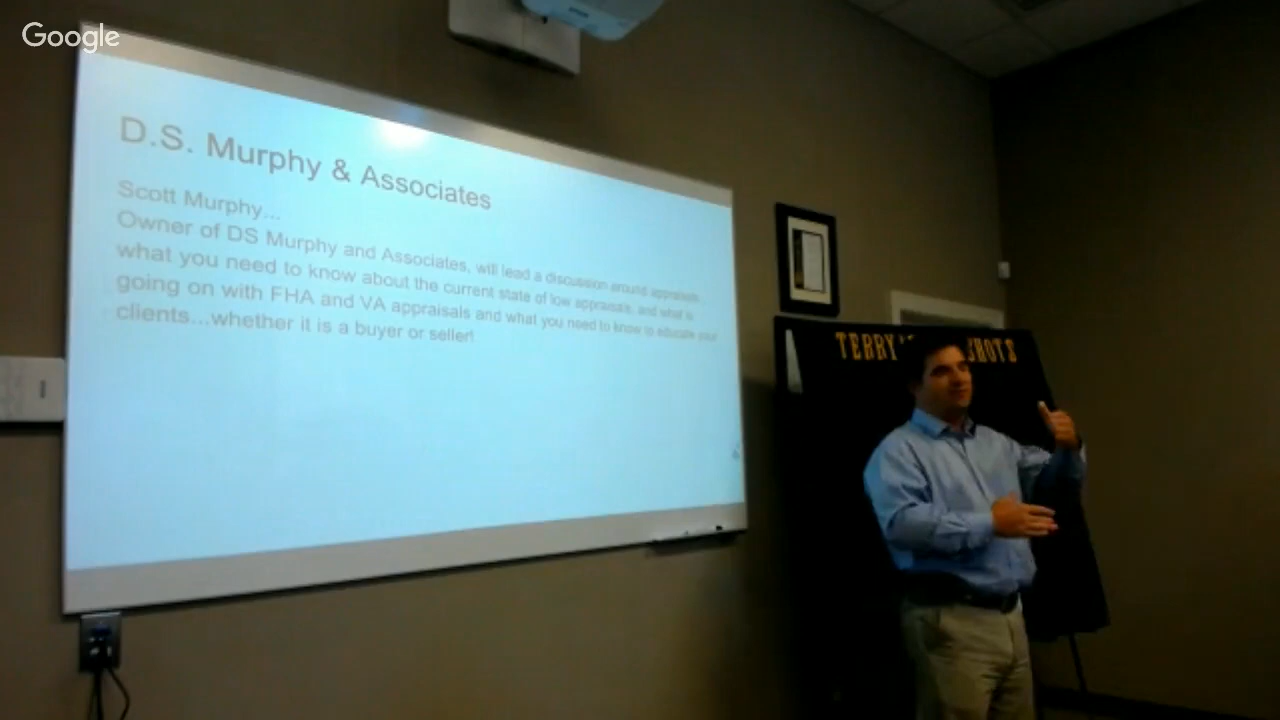 Google
D.S. Murphy & Associates
Scott Murphy...
Owner of DS Murphy and Associates, will lead a discussion around appraisals
what you need to know about the current state of low appraisals, and what is
going on with FHA and VA appraisals and what you need to know to educate your
clients...whether it is a buyer or seller!
TERRY'
SHOTS